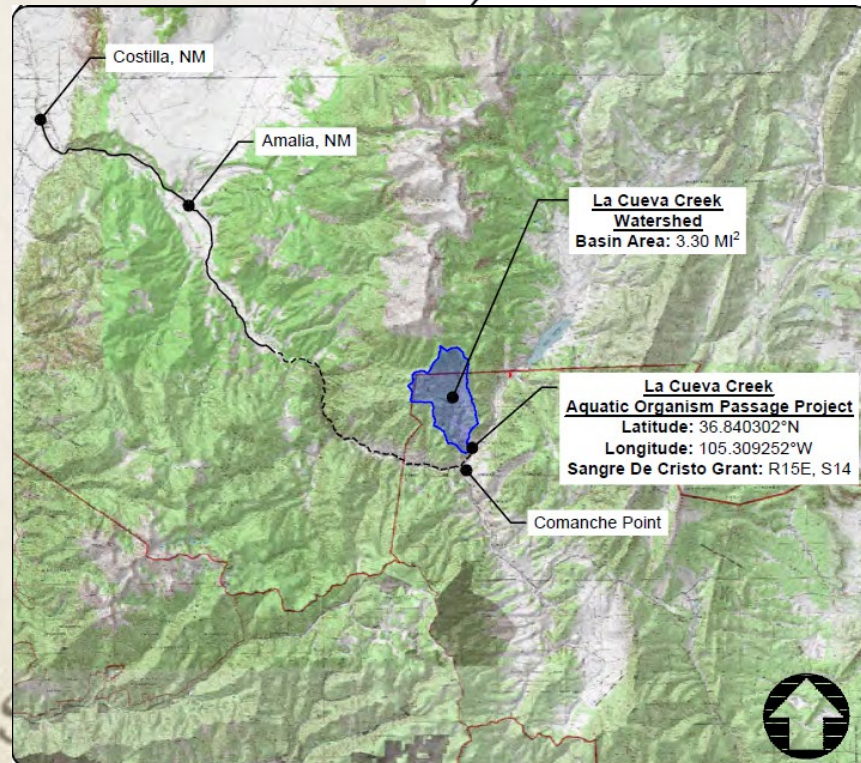 Costilla, NM
Amalia, NM
La Cueva Creek
Watershed
Basin Area: 3.30 MI²
La Cueva Creek
Aquatic Organism Passage Project
Latitude: 36.840302°N
Longitude: 105.309252°W
Sangre De Cristo Grant: R15E, S14
Comanche Point